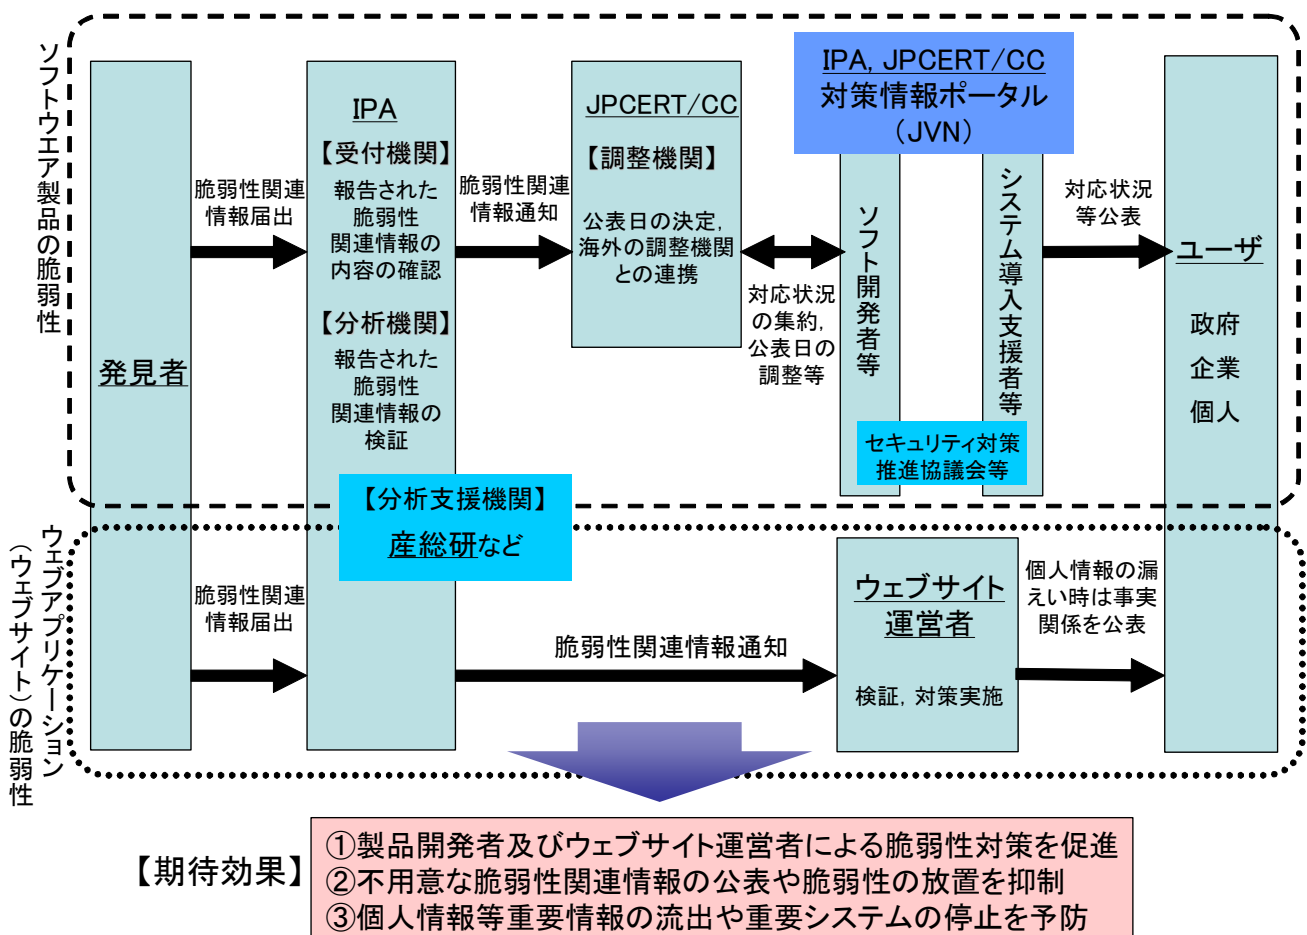 ソフトウエア製品の脆弱性
発見者
脆弱性関連
情報届出
IPA
【受付機関】
報告された
脆弱性
関連情報の
内容の確認
【分析機関】
報告された
脆弱性
関連情報の
検証
脆弱性関連
情報通知
JPCERT/CC
【調整機関】
公表日の決定,
海外の調整機関
との連携
対応状況
の集約,
公表日の
調整等
IPA, JPCERT/CC
対策情報ポータル
(JVN)
ソフト開発者等
システム導入支援者等
セキュリティ対策
推進協議会等
対応状況
等公表
ユーザ
政府
企業
個人
【分析支援機関】
産総研など
ウェブアプリケーション
(ウェブサイト)の脆弱性
脆弱性関連
情報届出
脆弱性関連情報通知
ウェブサイト
運営者
検証, 対策実施
個人情報の漏
えい時は事実
関係を公表
【期待効果】
①製品開発者及びウェブサイト運営者による脆弱性対策を促進
②不用意な脆弱性関連情報の公表や脆弱性の放置を抑制
③個人情報等重要情報の流出や重要システムの停止を予防